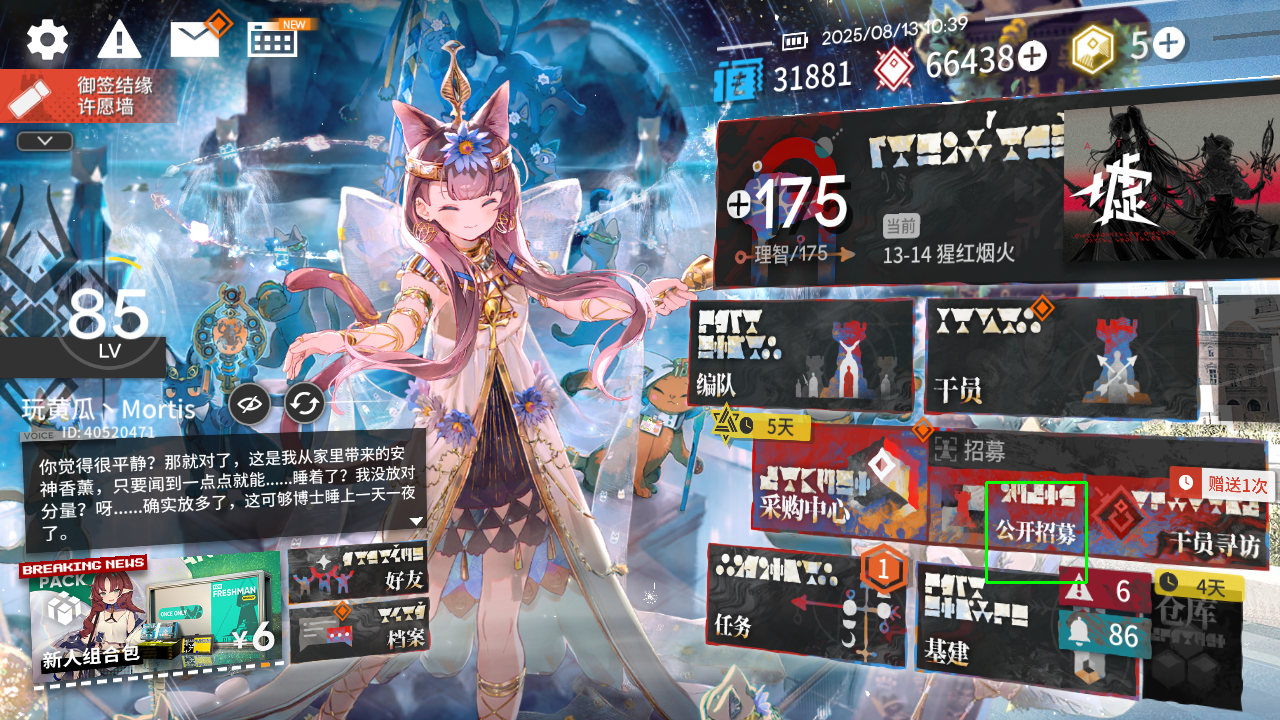 NEW
2025/08/13 10:39
31881
66438
5
御签结缘
许愿墙
175
理智/175
当前
13-14 猩红烟火
墟
85
LV
玩黄瓜丶Mortis
ID:40520471
编队
干员
5天
采购中心
招募
公开招募
赠送1次
干员寻访
VOICE
你觉得很平静？那就对了，这是我从家里带来的安
神香薰，只要闻到一点点就能......睡着了？我没放对
分量？呀......确实放多了，这可够博士睡上一天一夜
了。
BREAKING NEWS
PACK
ONCE ONLY
FRESHMAN
¥6
新人组合包
好友
档案
任务
1
基建
6
86
4天
仓库